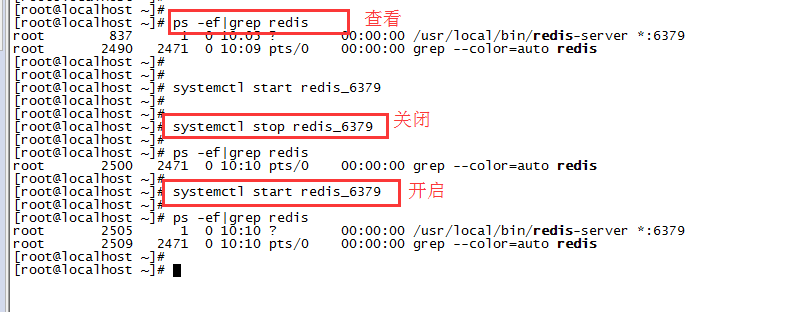 [root@localhost ~]#
[root@localhost ~]# ps -ef|grep redis 查看
root 837 1 0 10:05 ? 00:00:00 /usr/local/bin/redis-server *:6379
root 2490 2471 0 10:09 pts/0 00:00:00 grep --color=auto redis
[root@localhost ~]#
[root@localhost ~]#
[root@localhost ~]# systemctl start redis_6379
[root@localhost ~]#
[root@localhost ~]#
[root@localhost ~]# systemctl stop redis_6379 关闭
[root@localhost ~]#
[root@localhost ~]# ps -ef|grep redis
root 2500 2471 0 10:10 pts/0 00:00:00 grep --color=auto redis
[root@localhost ~]#
[root@localhost ~]# systemctl start redis_6379 开启
[root@localhost ~]#
[root@localhost ~]# ps -ef|grep redis
root 2505 1 0 10:10 ? 00:00:00 /usr/local/bin/redis-server *:6379
root 2509 2471 0 10:10 pts/0 00:00:00 grep --color=auto redis
[root@localhost ~]#
[root@localhost ~]#